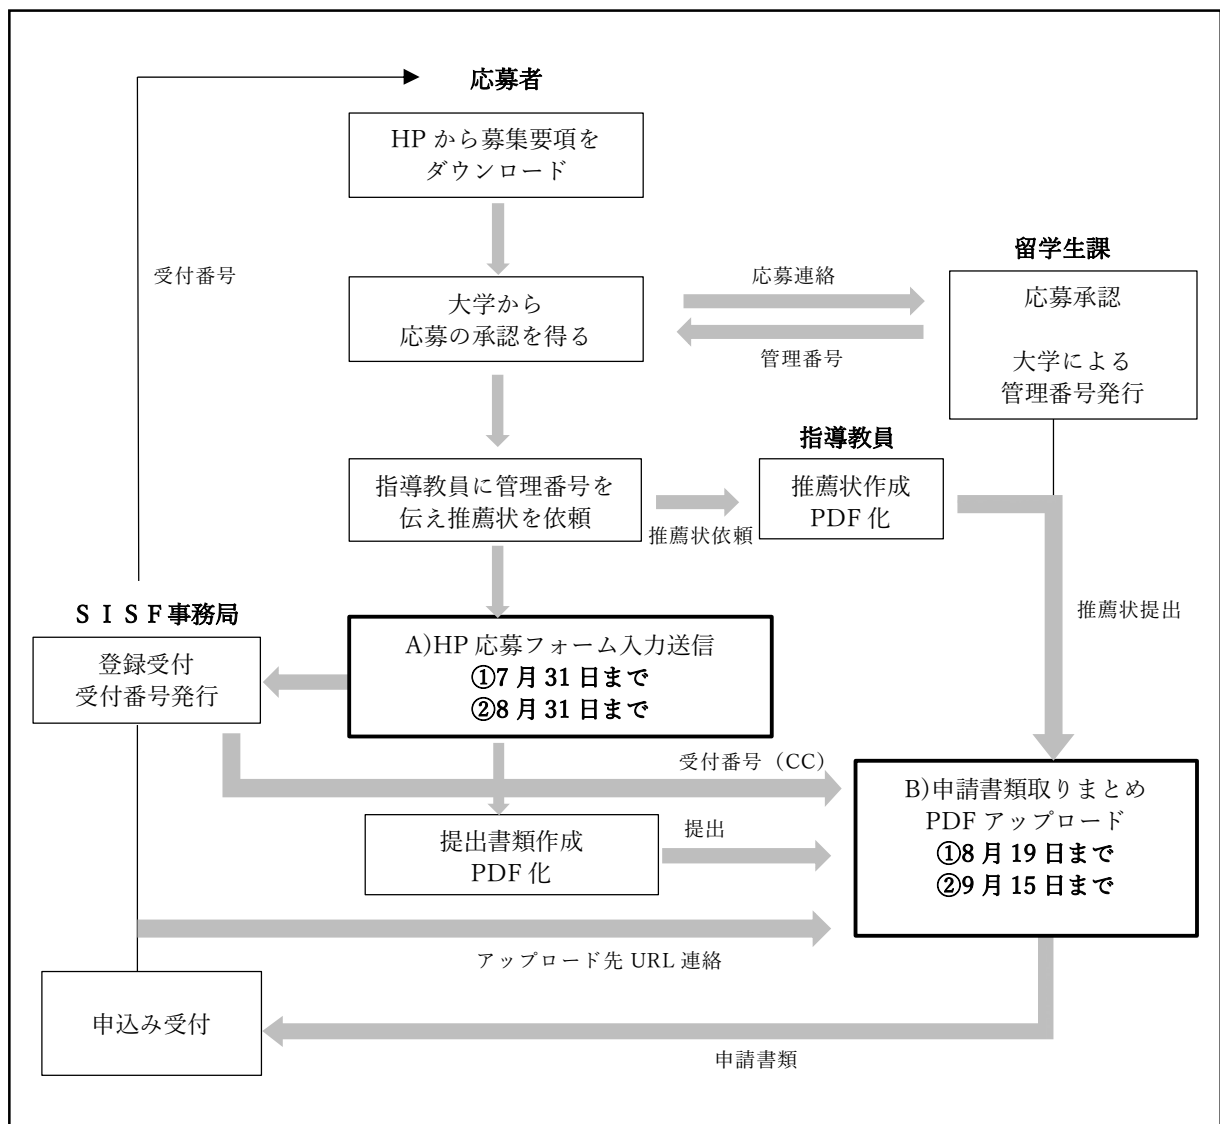 応募者
HP から募集要項を
ダウンロード
受付番号
留学生課
大学から
応募の承認を得る
応募連絡
管理番号
応募承認
大学による
管理番号発行
指導教員
指導教員に管理番号を
伝え推薦状を依頼
推薦状依頼
推薦状作成
PDF 化
推薦状提出
ＳＩＳＦ事務局
登録受付
受付番号発行
A)HP 応募フォーム入力送信
①7 月 31 日まで
②8 月 31 日まで
受付番号（CC）
B)申請書類取りまとめ
PDF アップロード
①8 月 19 日まで
②9 月 15 日まで
提出書類作成
PDF 化
提出
アップロード先 URL 連絡
申込み受付
申請書類